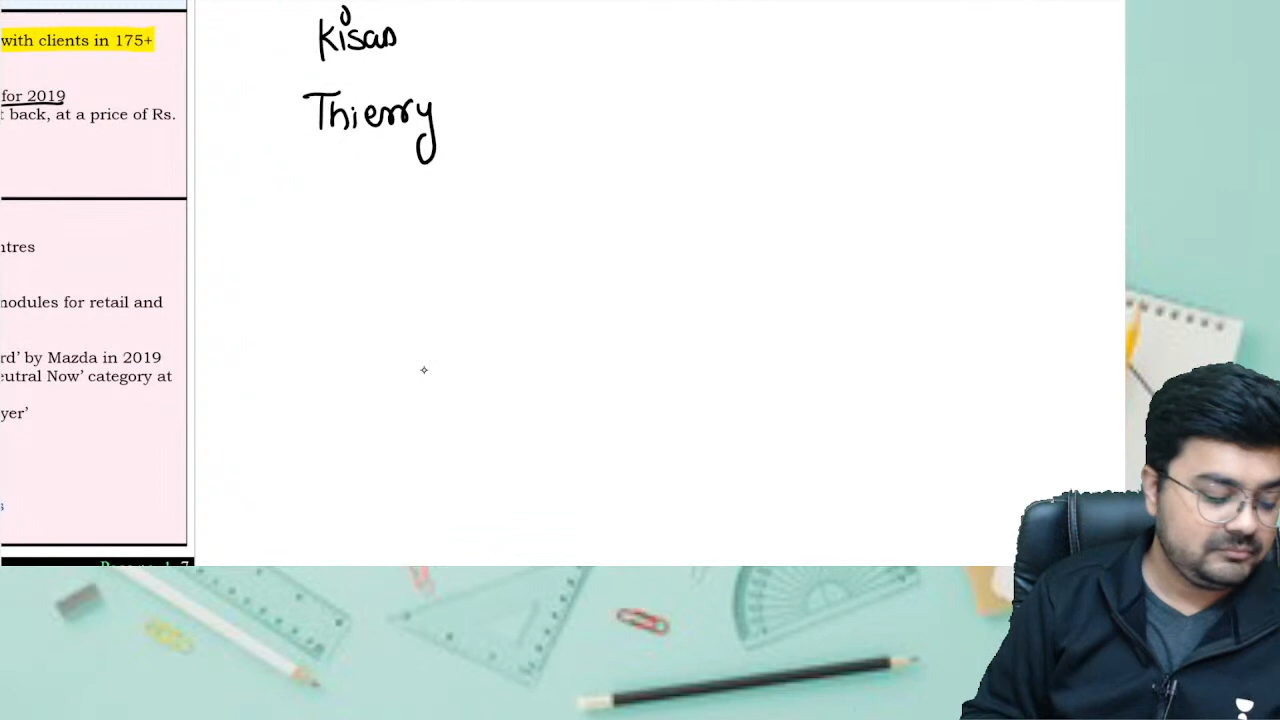 with clients in 175+
for 2019
t back, at a price of Rs.
ntres
nodules for retail and
rd’ by Mazda in 2019
eutral Now’ category at
yer’
s
Kisan
Thierry